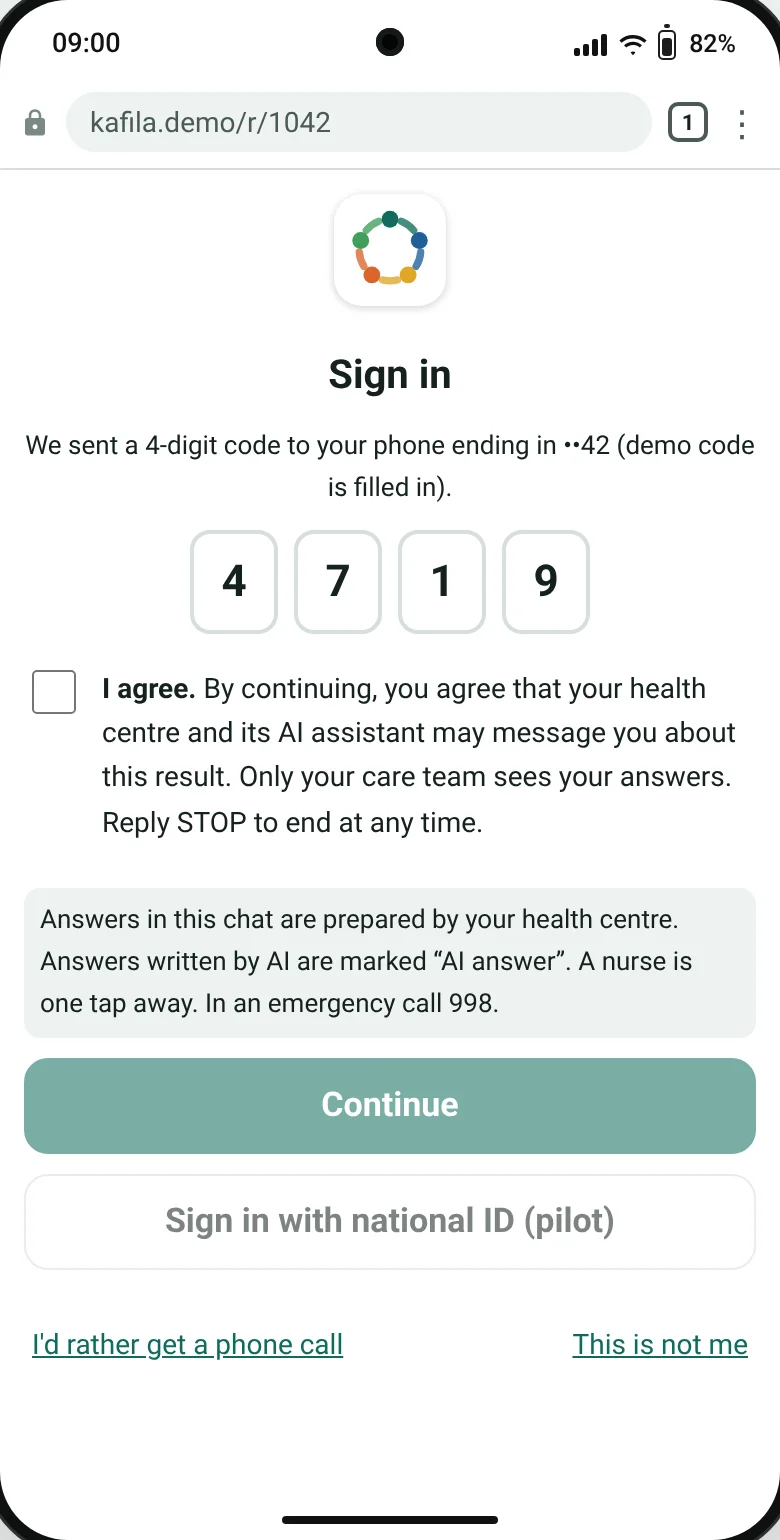 09:00
82%
kafila.demo/r/1042
1
Sign in
We sent a 4-digit code to your phone ending in ••42 (demo code
is filled in).
4 7 1 9
I agree. By continuing, you agree that your health
centre and its AI assistant may message you about
this result. Only your care team sees your answers.
Reply STOP to end at any time.
Answers in this chat are prepared by your health centre.
Answers written by AI are marked “AI answer”. A nurse is
one tap away. In an emergency call 998.
Continue
Sign in with national ID (pilot)
I'd rather get a phone call
This is not me